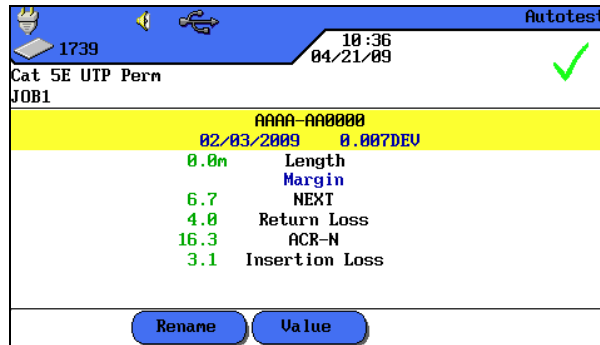 Autotest
1739
10:36
04/21/09
Cat 5E UTP Perm
JOB1
AAAA-AA0000
02/03/2009 0.007DEV
0.0m Length
Margin
6.7 NEXT
4.0 Return Loss
16.3 ACR-N
3.1 Insertion Loss
Rename Value